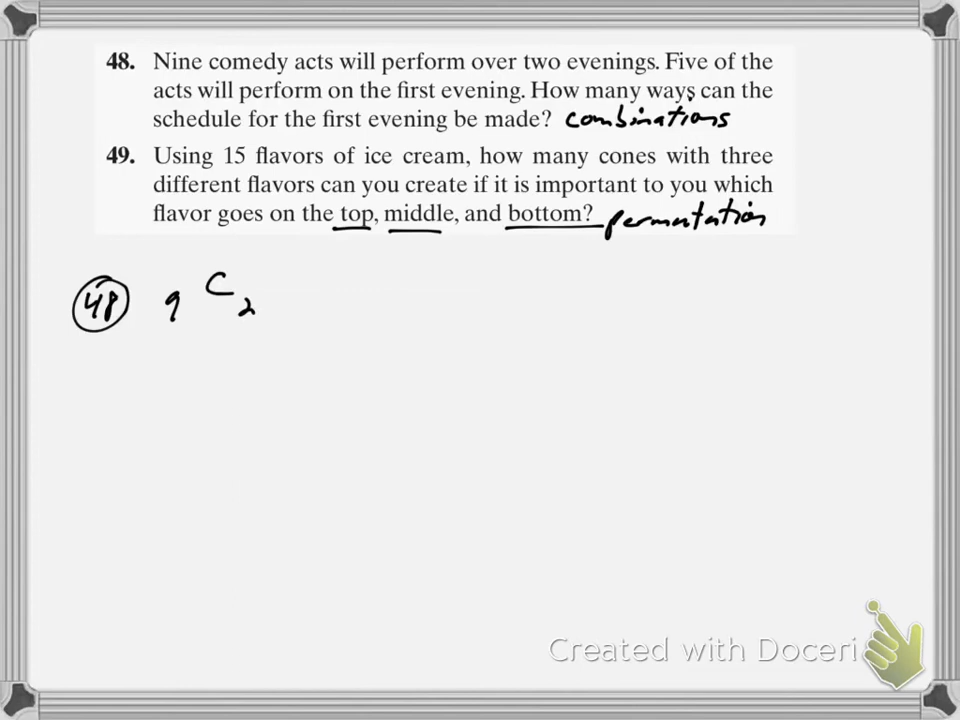 48. Nine comedy acts will perform over two evenings. Five of the
acts will perform on the first evening. How many ways can the
schedule for the first evening be made? combinations
49. Using 15 flavors of ice cream, how many cones with three
different flavors can you create if it is important to you which
flavor goes on the top, middle, and bottom? permutation
48 9 C 2
Created with Doceri